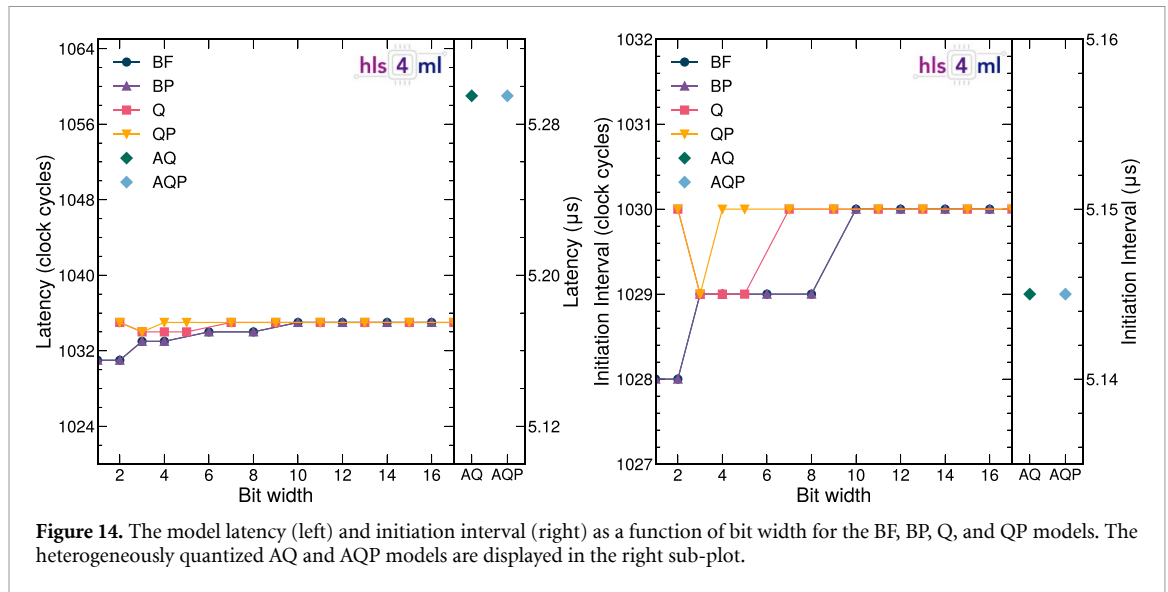 1064
1056
1048
1040
1032
1024
Latency (clock cycles)
BF
BP
Q
QP
AQ
AQP
hls 4 ml
2 4 6 8 10 12 14 16
Bit width
AQ AQP
5.28
5.20
5.12
Latency (μs)
1032
1031
1030
1029
1028
1027
Initiation Interval (clock cycles)
BF
BP
Q
QP
AQ
AQP
hls 4 ml
2 4 6 8 10 12 14 16
Bit width
AQ AQP
5.16
5.15
5.14
Initiation Interval (μs)
Figure 14. The model latency (left) and initiation interval (right) as a function of bit width for the BF, BP, Q, and QP models. The
heterogeneously quantized AQ and AQP models are displayed in the right sub-plot.